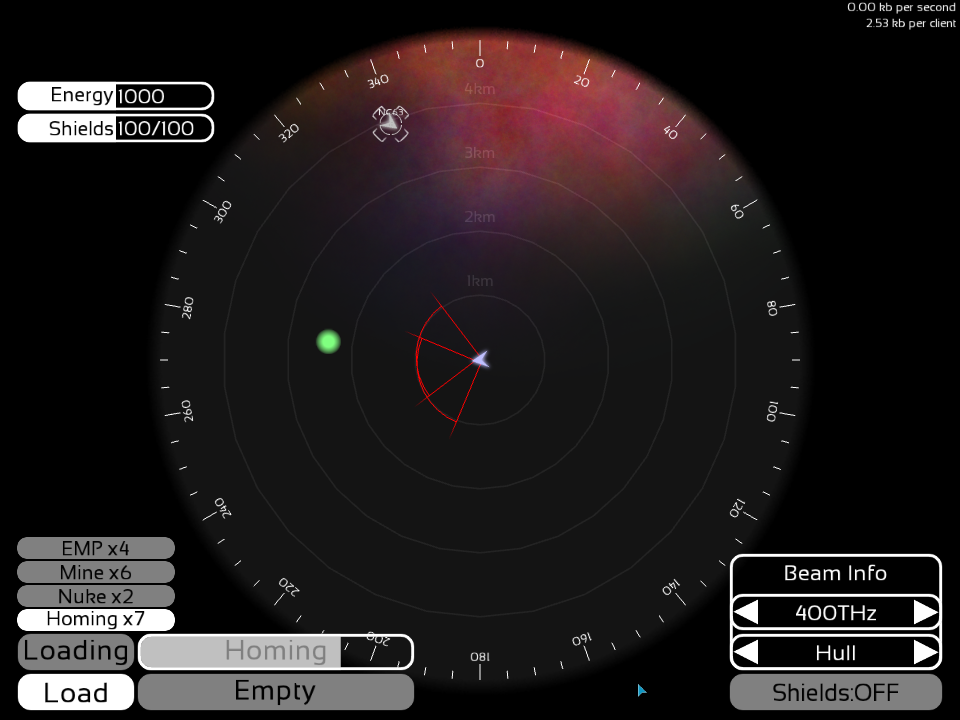 0.00 kb per second
2.53 kb per client
0
340
20
4km
Energy 1000
320
40
Shields 100/100
3km
300
60
2km
1km
280
80
260
100
240
120
EMP x4
Mine x6
Nuke x2
Homing x7
220
140
Beam Info
400THz
Loading
Homing
200
180
160
Hull
Load
Empty
Shields:OFF